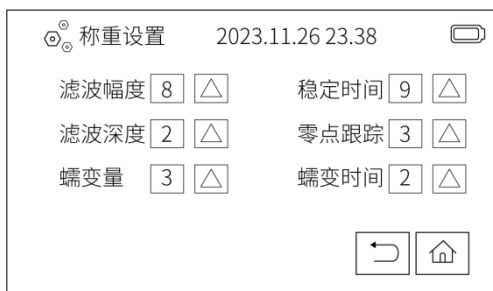 称重设置 2023.11.26 23.38
滤波幅度 8 稳定时间 9
滤波深度 2 零点跟踪 3
蠕变量 3 蠕变时间 2